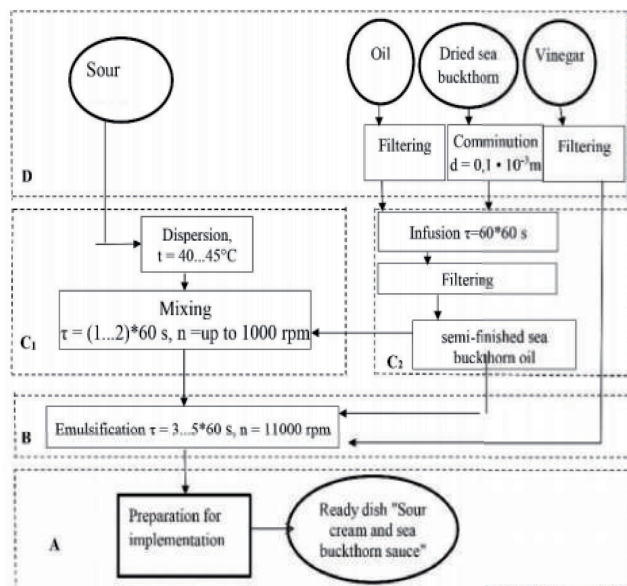 Sour
Oil
Dried sea
buckthorn
Vinegar
Filtering
Comminution
d = 0,1 • 10⁻³m
Filtering
D
Dispersion,
t = 40...45°C
Mixing
τ = (1...2)*60 s, n =up to 1000 rpm
C₁
Infusion τ=60*60 s
Filtering
semi-finished sea
buckthorn oil
C₂
Emulsification τ = 3...5*60 s, n = 11000 rpm
B
Preparation for
implementation
Ready dish "Sour
cream and sea
buckthorn sauce"
A